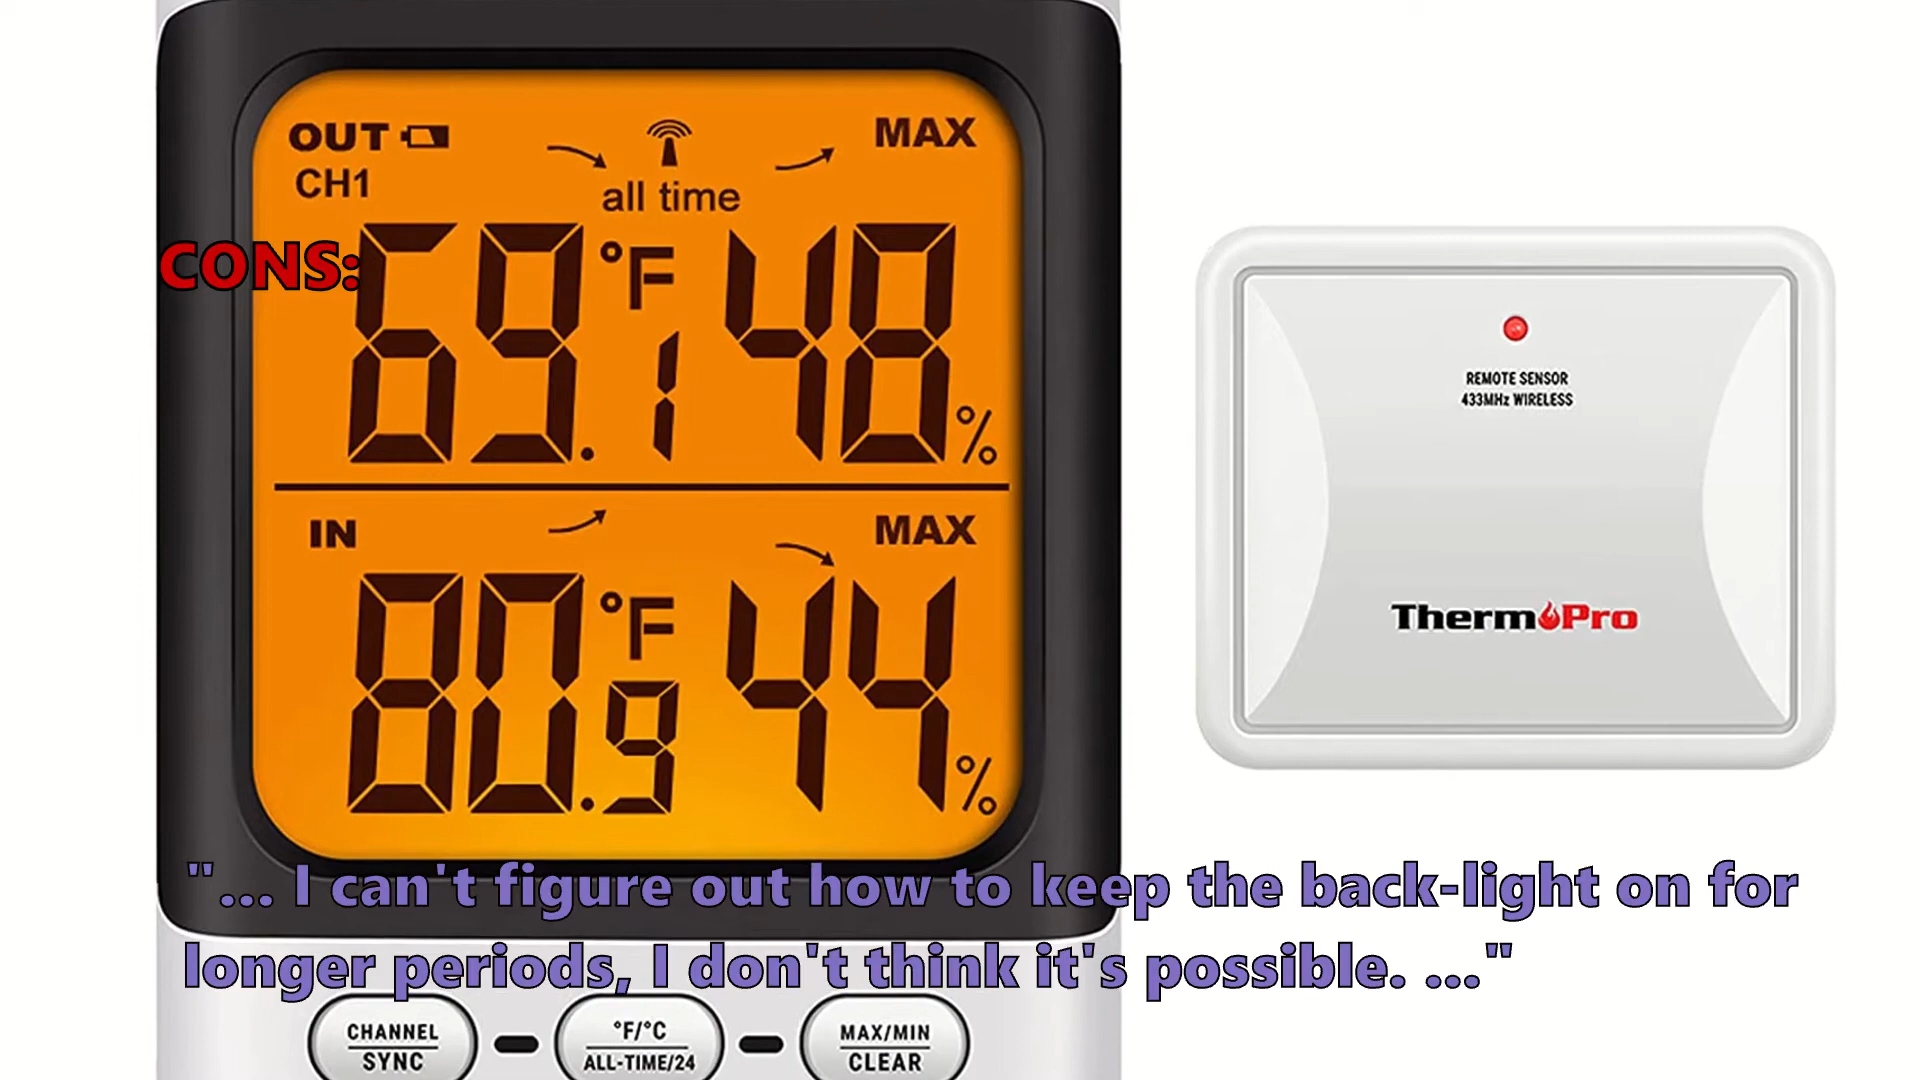 OUT
MAX
CH1
all time
CONS:
69.1 °F 48 %
IN
MAX
80.9 °F 44 %
REMOTE SENSOR
433MHz WIRELESS
ThermoPro
"... I can't figure out how to keep the back-light on for
longer periods, I don't think it's possible. ..."
CHANNEL
SYNC
°F/°C
ALL-TIME/24
MAX/MIN
CLEAR